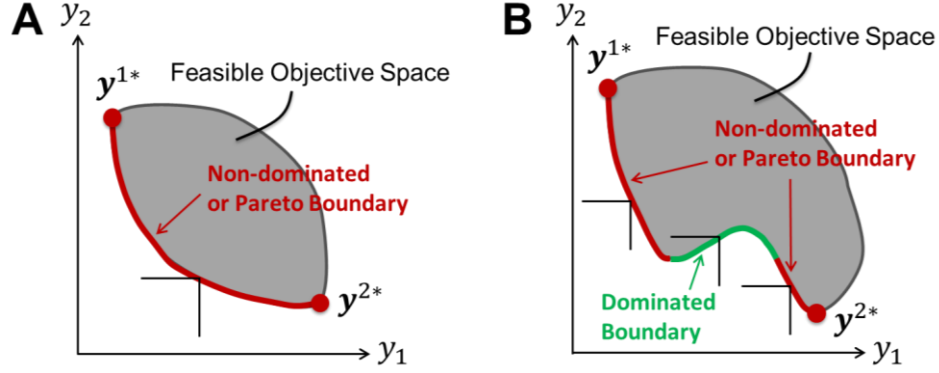 A
y₂
y¹*
Feasible Objective Space
Non-dominated
or Pareto Boundary
y²*
y₁
B
y₂
y¹*
Feasible Objective Space
Non-dominated
or Pareto Boundary
Dominated
Boundary
y²*
y₁